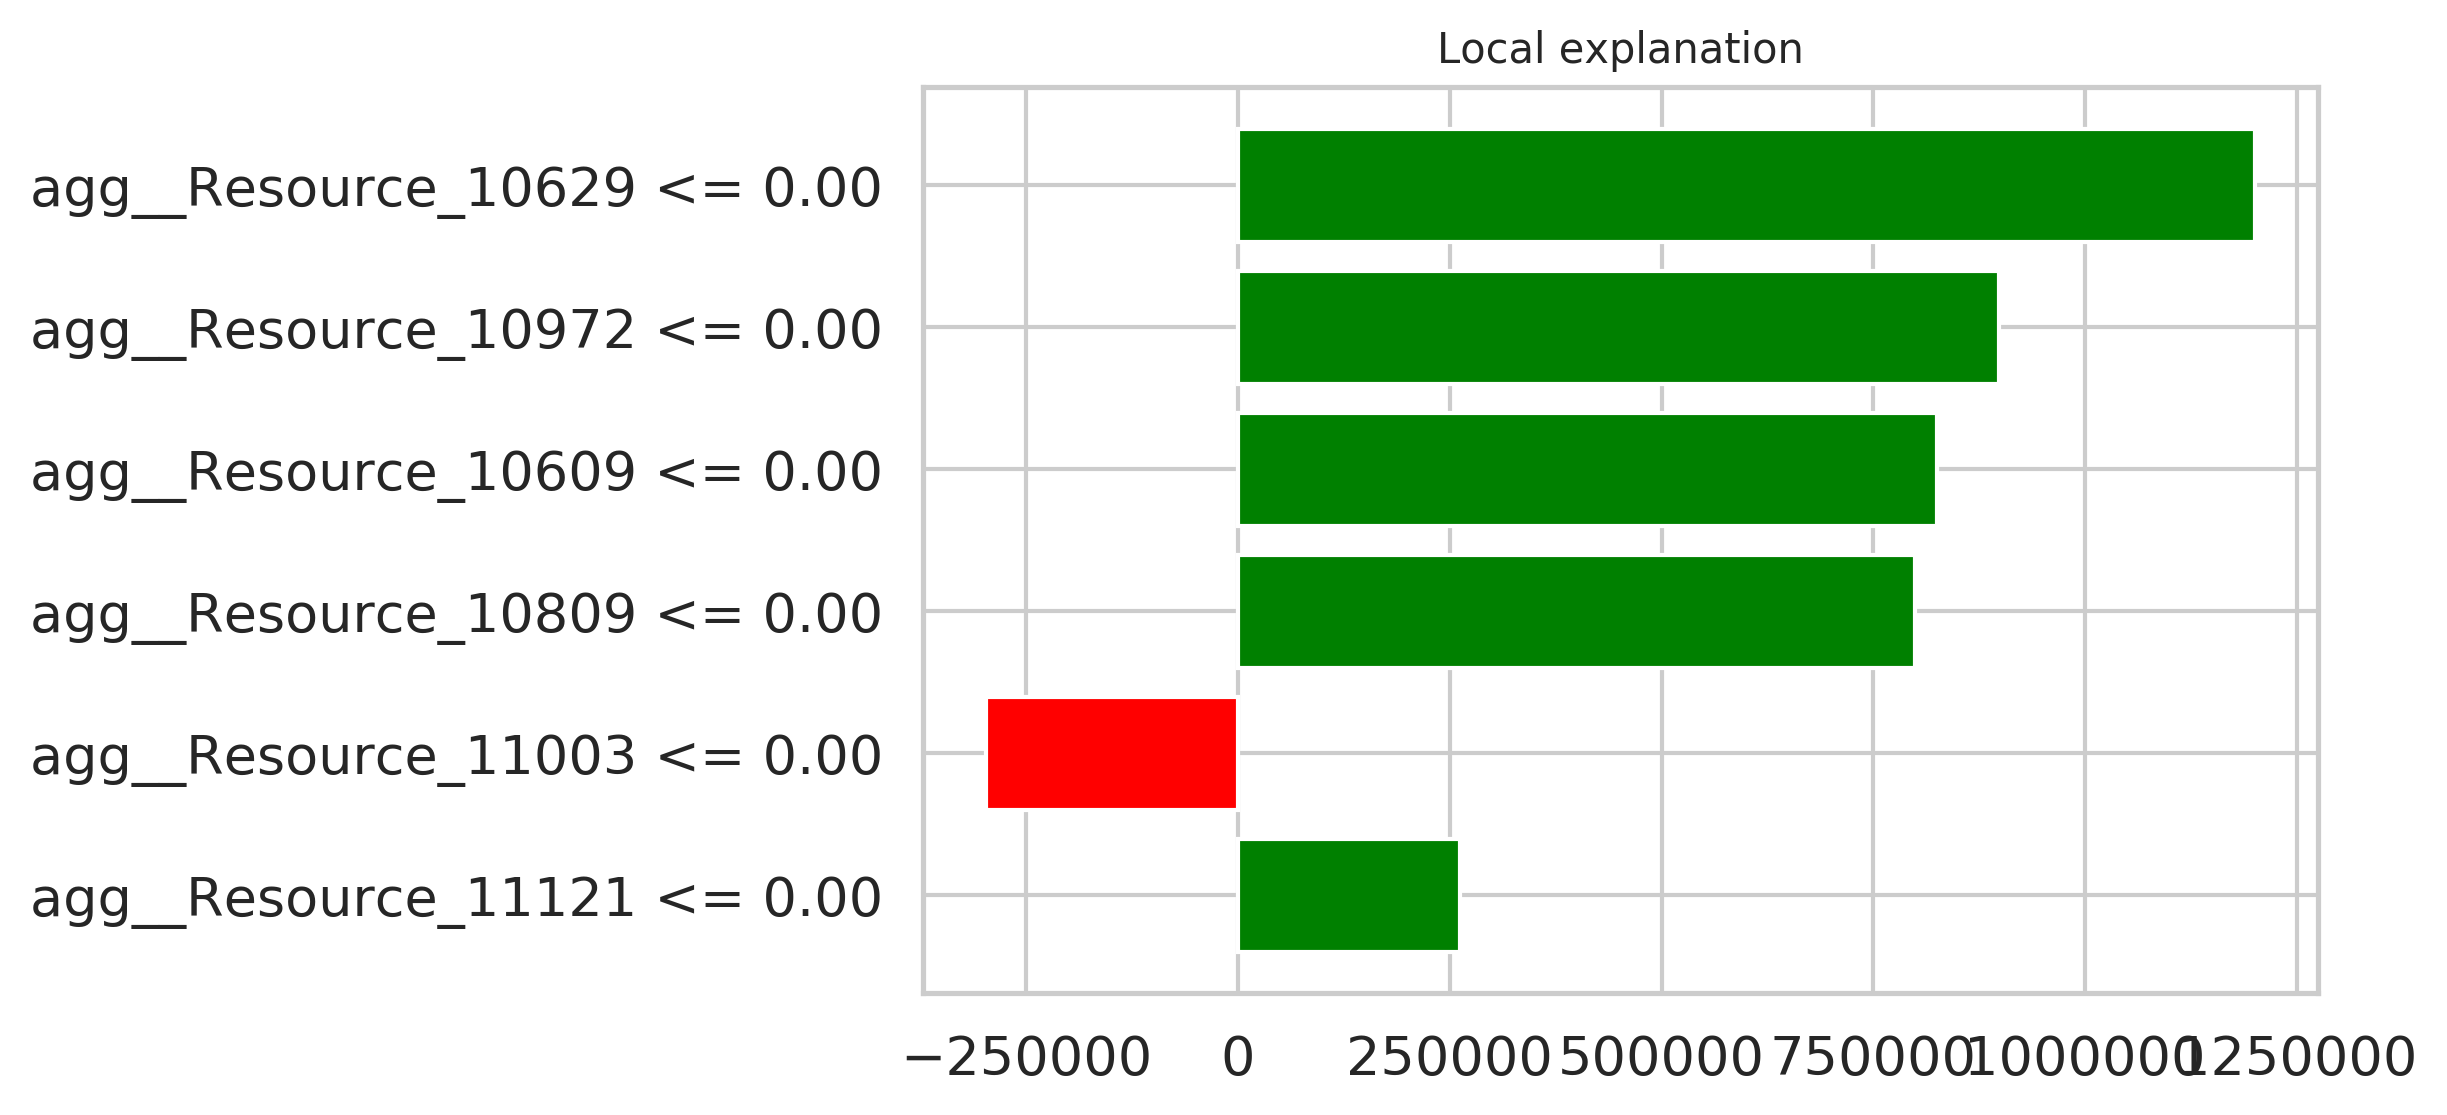 Local explanation
agg__Resource_10629 <= 0.00
agg__Resource_10972 <= 0.00
agg__Resource_10609 <= 0.00
agg__Resource_10809 <= 0.00
agg__Resource_11003 <= 0.00
agg__Resource_11121 <= 0.00
−250000 0 250000 500000 750000 1000000 1250000